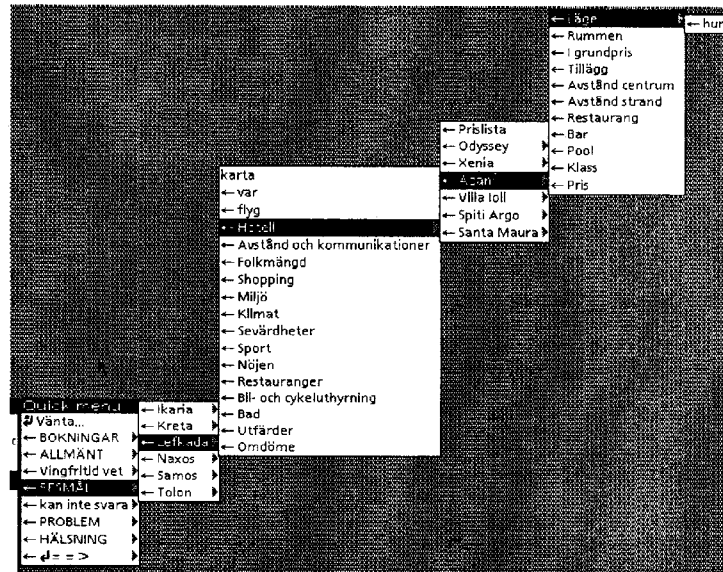 Quick menu
Vänta...
← BOKNINGAR
← ALLMÄNT
← Vingfritid vet
← RESMÅL
← kan inte svara
← PROBLEM
← HÄLSNING
← ↲= = >
← Ikaria
← Kreta
← Lefkada
← Naxos
← Samos
← Tolon
karta
← var
← flyg
← Hotell
← Avstånd och kommunikationer
← Folkmängd
← Shopping
← Miljö
← Klimat
← Sevärdheter
← Sport
← Nöjen
← Restauranger
← Bil- och cykeluthyrning
← Bad
← Utfärder
← Omdöme
← Prislista
← Odyssey
← Xenia
← Villa Ioli
← Spiti Argo
← Santa Maura
← Läge
← Rummen
← I grundpris
← Tillägg
← Avstånd centrum
← Avstånd strand
← Restaurang
← Bar
← Pool
← Klass
← Pris
← hur